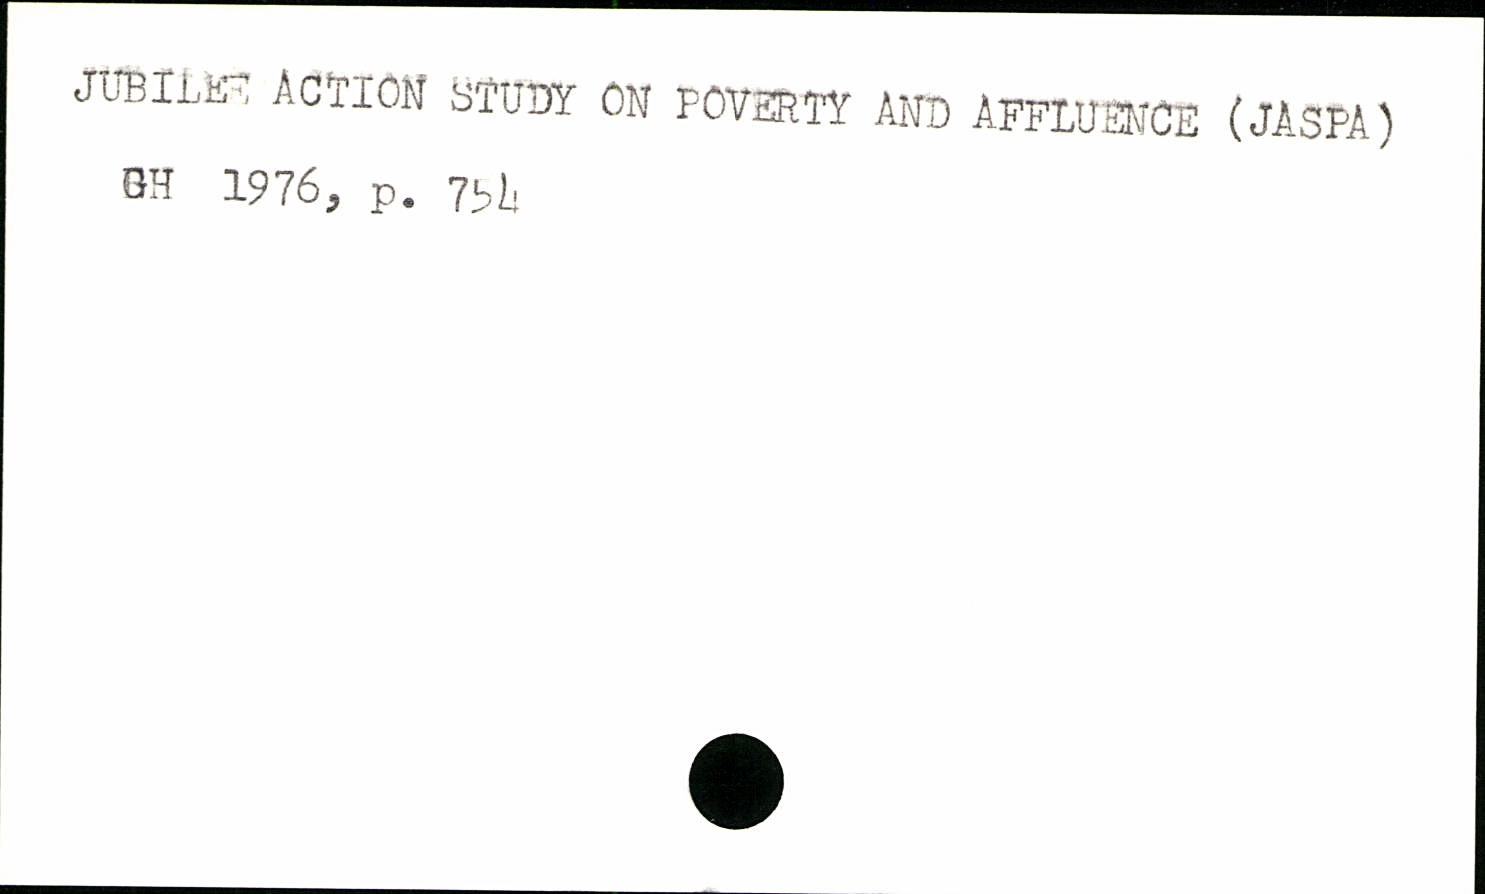 JUBILEE ACTION STUDY ON POVERTY AND AFFLUENCE (JASPA)
GH 1976, p. 754